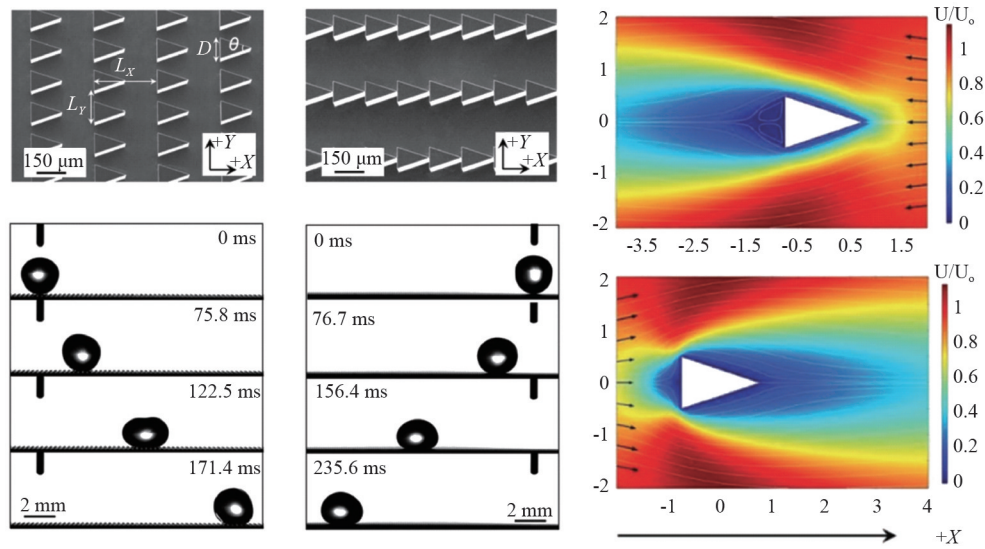 D
θ
L_X
L_Y
150 μm
+Y
+X
150 μm
+Y
+X
0 ms
75.8 ms
122.5 ms
171.4 ms
2 mm
0 ms
76.7 ms
156.4 ms
235.6 ms
2 mm
U/U_o
2
1
0
-1
-2
-3.5 -2.5 -1.5 -0.5 0.5 1.5
1
0.8
0.6
0.4
0.2
0
U/U_o
2
1
0
-1
-2
-1 0 1 2 3 4
1
0.8
0.6
0.4
0.2
0
+X